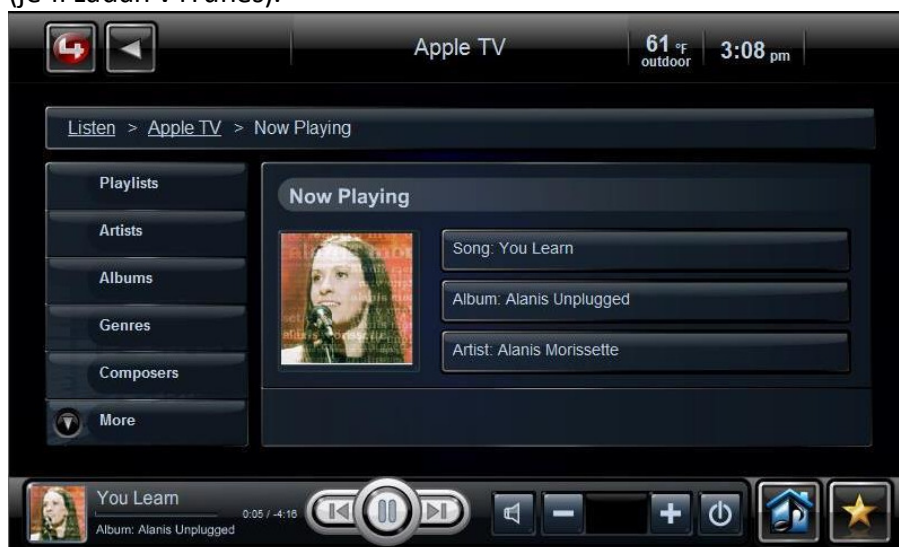 Apple TV
61 °F
outdoor
3:08 pm
Listen > Apple TV > Now Playing
Playlists
Artists
Albums
Genres
Composers
More
Now Playing
Song: You Learn
Album: Alanis Unplugged
Artist: Alanis Morissette
You Learn
0:05 / -4:16
Album: Alanis Unplugged